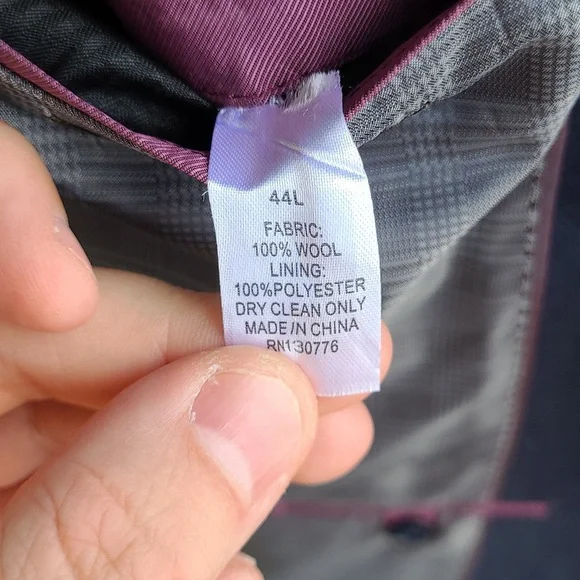 44L
FABRIC:
100% WOOL
LINING:
100%POLYESTER
DRY CLEAN ONLY
MADE IN CHINA
RN130776